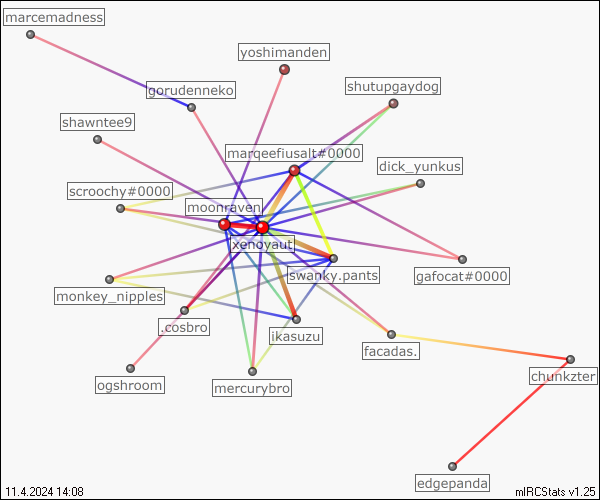 marcemadness
yoshimanden
shutupgaydog
gorudenneko
shawntee9
marqeefiusalt#0000
dick_yunkus
scroochy#0000
moonraven
xenoyaut
swanky.pants
gafocat#0000
monkey_nipples
.cosbro
ikasuzu
facadas.
chunkzter
ogshroom
mercurybro
edgepanda
11.4.2024 14:08
mIRCStats v1.25